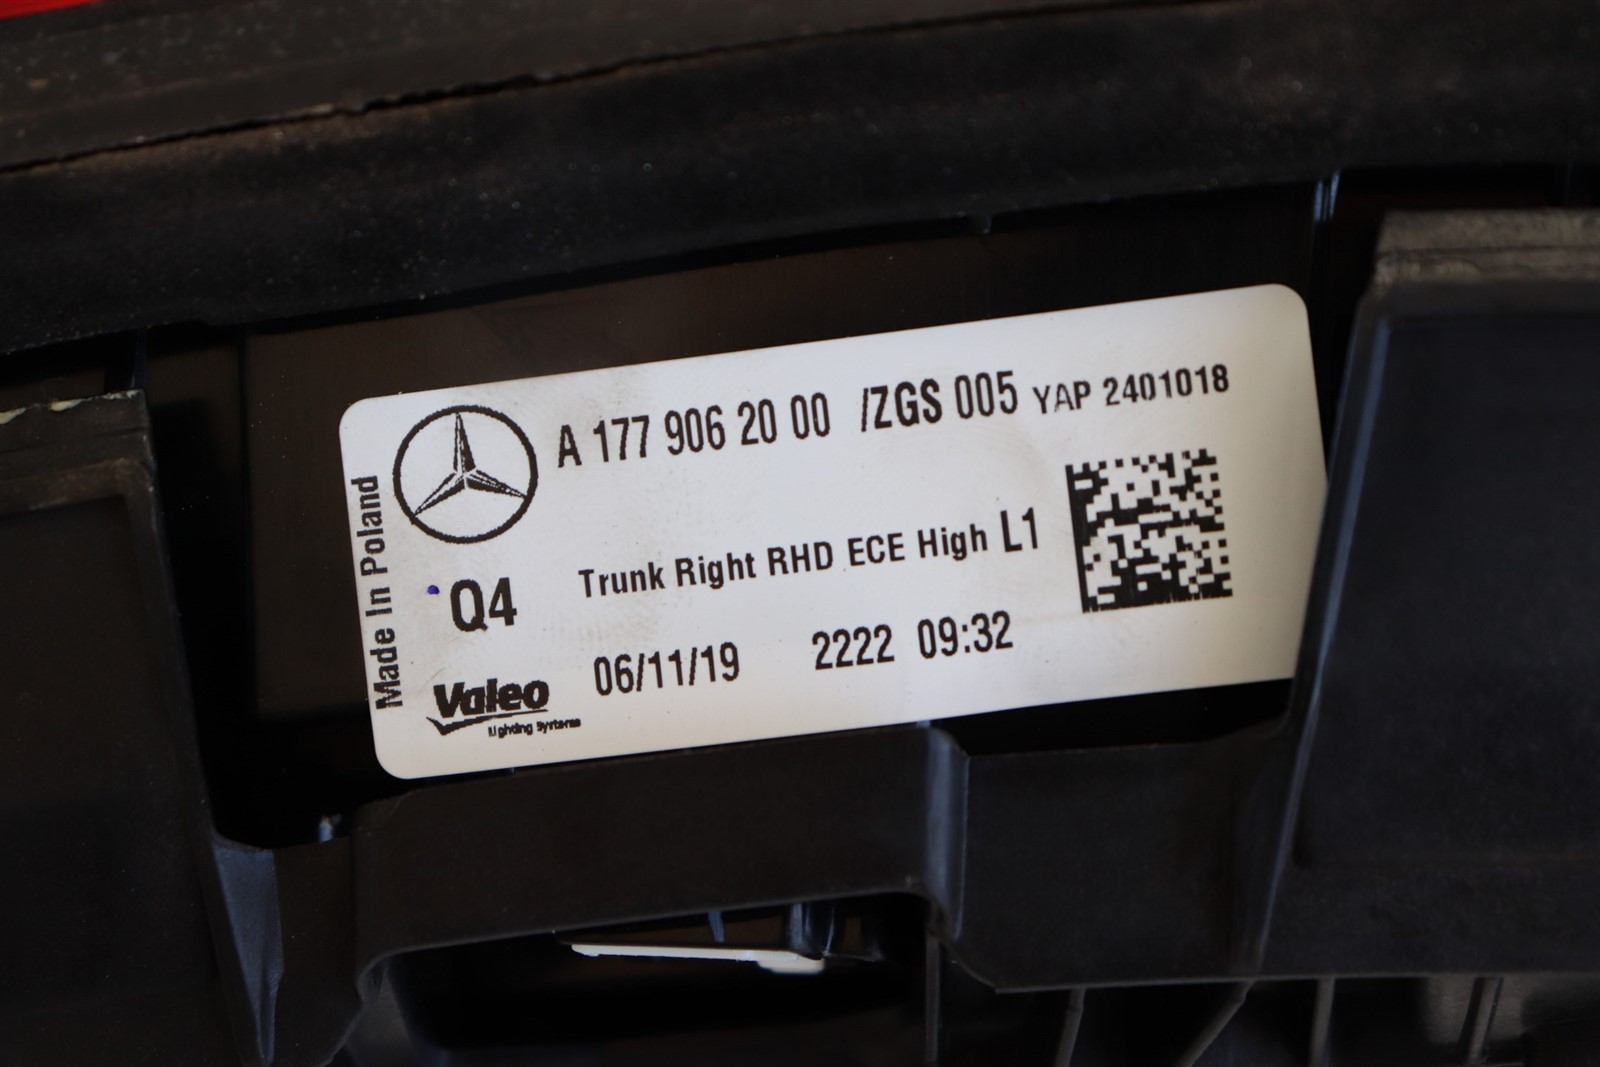 A 177 906 20 00 /ZGS 005 YAP 2401018
Made In Poland
Trunk Right RHD ECE High L1
Q4
06/11/19 2222 09:32
Valeo
Lighting Systems